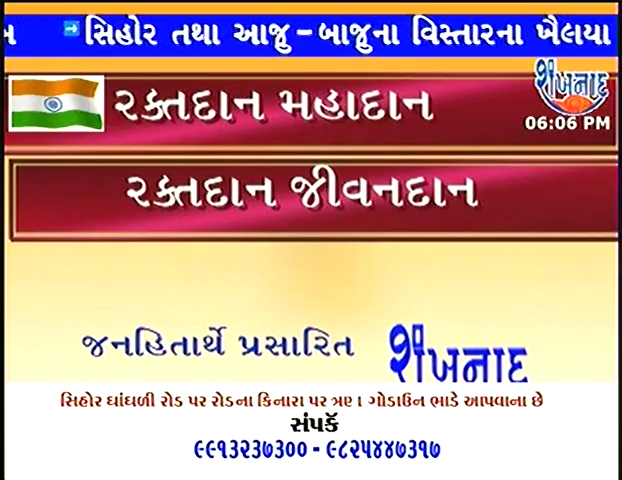 સિહોર તથા આજુ-બાજુના વિસ્તારના ખૈલયા
શંખનાદ
06:06 PM
રક્તદાન મહાદાન
રક્તદાન જીવનદાન
જનહિતાર્થે પ્રસારિત શંખનાદ
સિહોર ઘાંઘળી રોડ પર રોડના કિનારા પર ત્રણ । ગોડાઉન ભાડે આપવાના છે
સંપર્ક
૯૯૧૩૨૩૭૩૦૦ - ૯૮૨૫૪૪૭૩૧૭